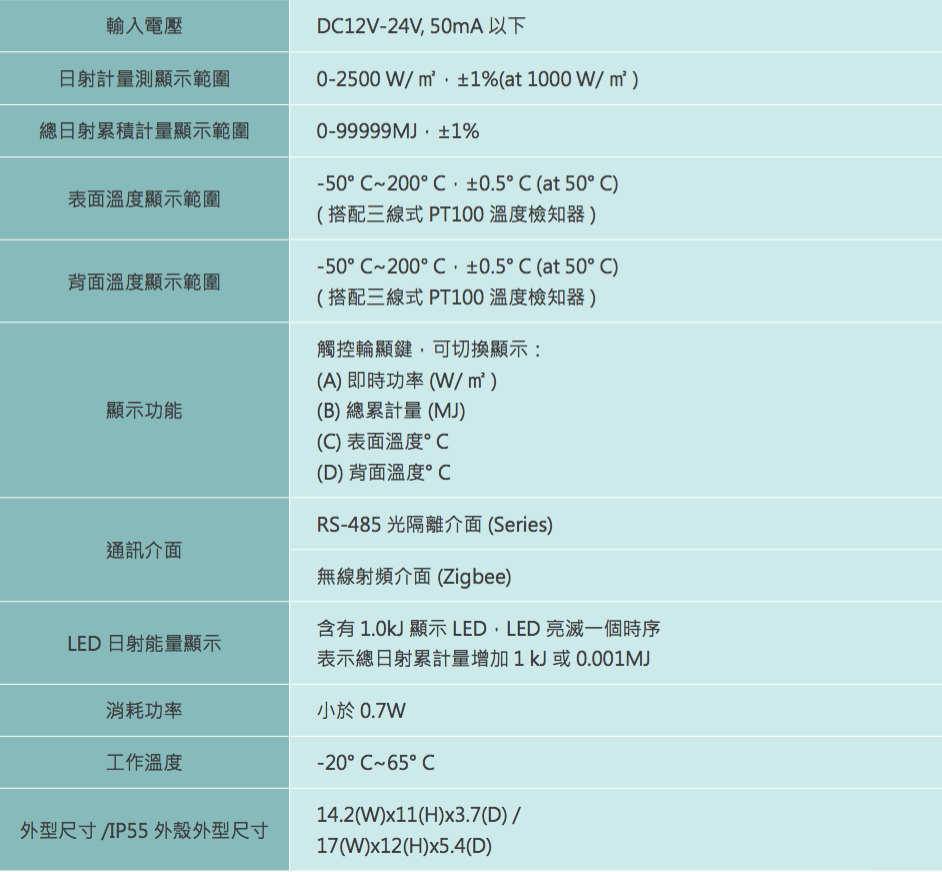 輸入電壓
DC12V-24V, 50mA 以下
日射計量測顯示範圍
0-2500 W/ ㎡，±1%(at 1000 W/ ㎡ )
總日射累積計量顯示範圍
0-99999MJ，±1%
表面溫度顯示範圍
-50° C~200° C，±0.5° C (at 50° C)
( 搭配三線式 PT100 溫度檢知器 )
背面溫度顯示範圍
-50° C~200° C，±0.5° C (at 50° C)
( 搭配三線式 PT100 溫度檢知器 )
顯示功能
觸控輪顯鍵，可切換顯示：
(A) 即時功率 (W/ ㎡ )
(B) 總累計量 (MJ)
(C) 表面溫度° C
(D) 背面溫度° C
通訊介面
RS-485 光隔離介面 (Series)
無線射頻介面 (Zigbee)
LED 日射能量顯示
含有 1.0kJ 顯示 LED，LED 亮滅一個時序
表示總日射累計量增加 1 kJ 或 0.001MJ
消耗功率
小於 0.7W
工作溫度
-20° C~65° C
外型尺寸 /IP55 外殼外型尺寸
14.2(W)x11(H)x3.7(D) /
17(W)x12(H)x5.4(D)